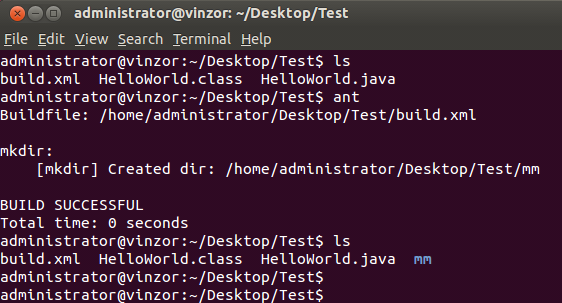 administrator@vinzor: ~/Desktop/Test
File Edit View Search Terminal Help
administrator@vinzor:~/Desktop/Test$ ls
build.xml  HelloWorld.class  HelloWorld.java
administrator@vinzor:~/Desktop/Test$ ant
Buildfile: /home/administrator/Desktop/Test/build.xml
mkdir:
    [mkdir] Created dir: /home/administrator/Desktop/Test/mm
BUILD SUCCESSFUL
Total time: 0 seconds
administrator@vinzor:~/Desktop/Test$ ls
build.xml  HelloWorld.class  HelloWorld.java  mm
administrator@vinzor:~/Desktop/Test$
administrator@vinzor:~/Desktop/Test$